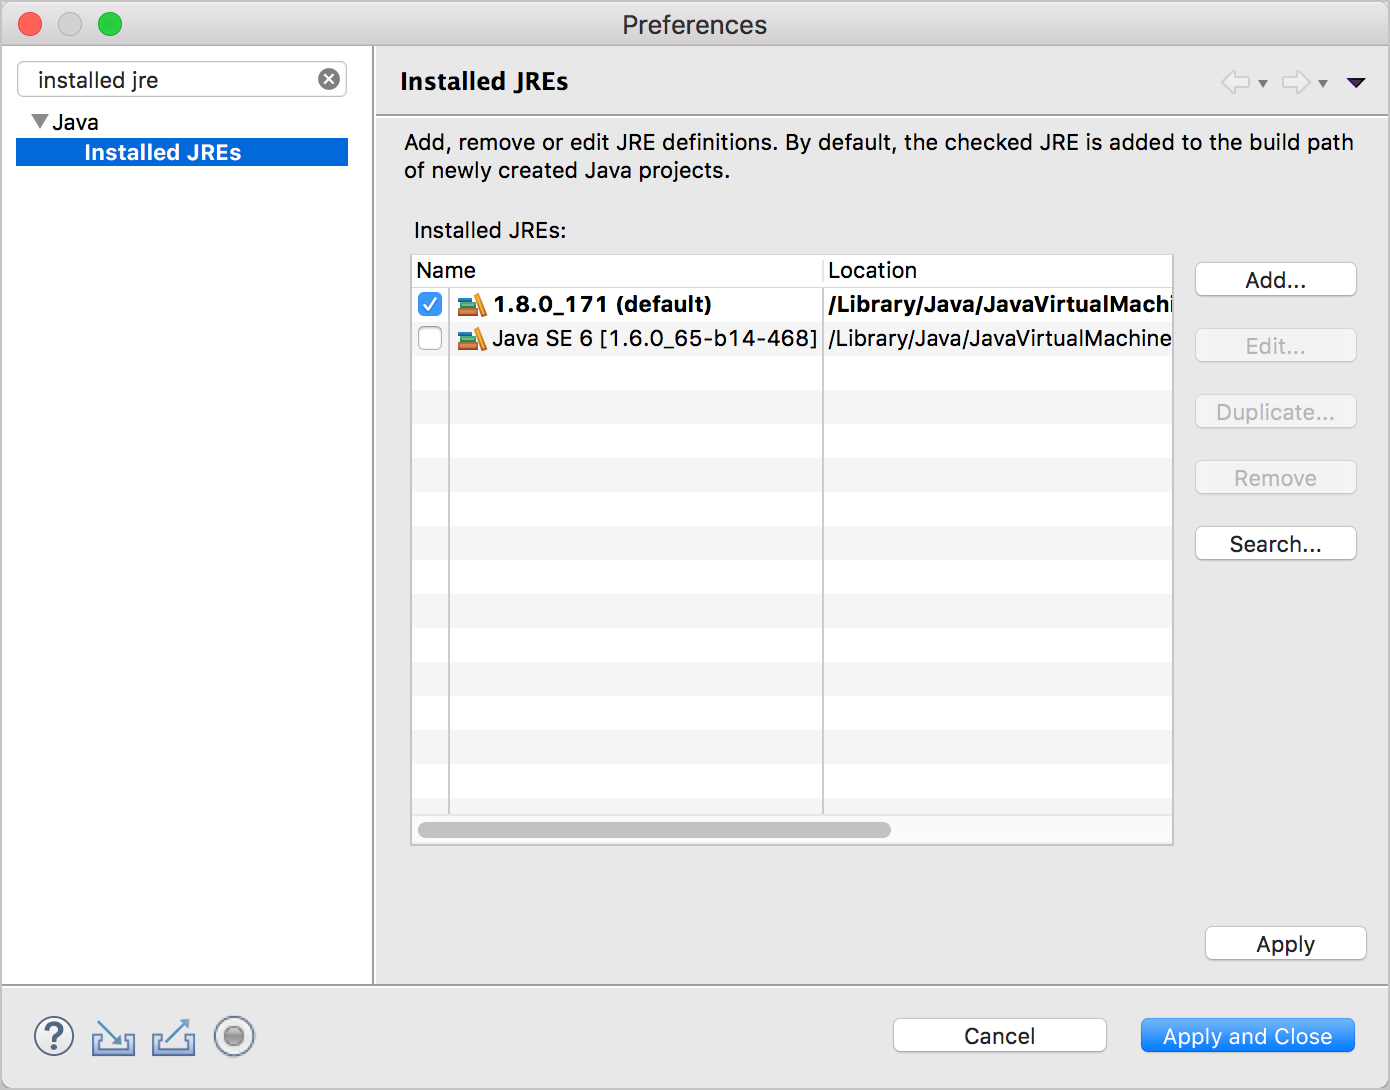 Preferences
installed jre
Java
Installed JREs
Installed JREs
Add, remove or edit JRE definitions. By default, the checked JRE is added to the build path
of newly created Java projects.
Installed JREs:
Name Location
1.8.0_171 (default) /Library/Java/JavaVirtualMachi
Java SE 6 [1.6.0_65-b14-468] /Library/Java/JavaVirtualMachine
Add...
Edit...
Duplicate...
Remove
Search...
Apply
?
Cancel
Apply and Close